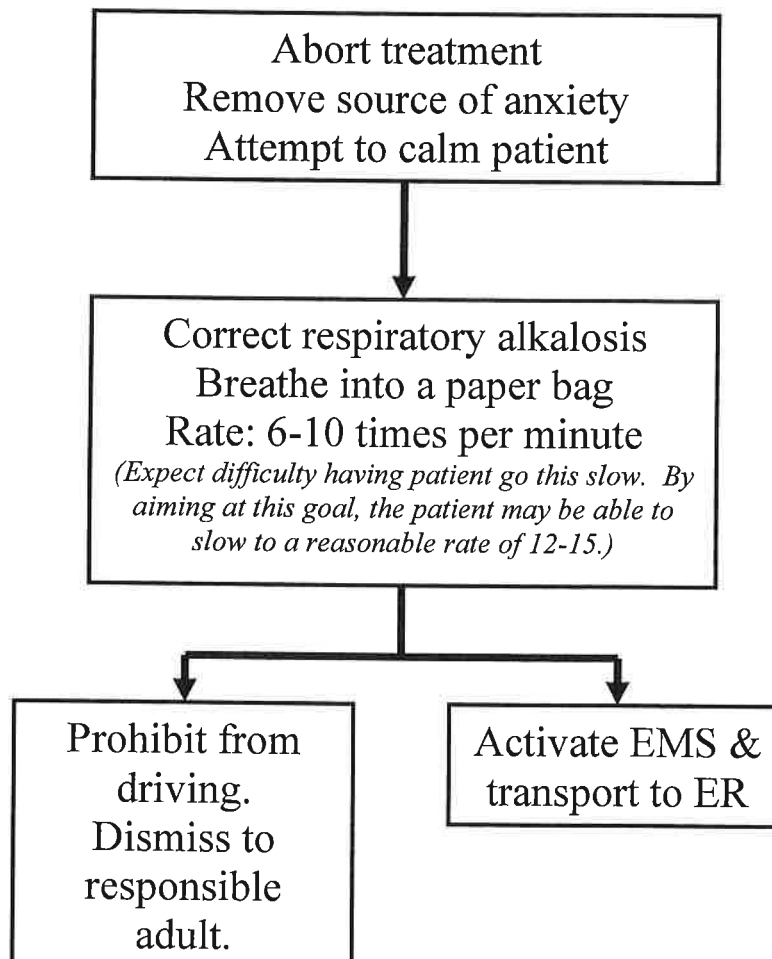 Abort treatment
Remove source of anxiety
Attempt to calm patient
Correct respiratory alkalosis
Breathe into a paper bag
Rate: 6-10 times per minute
(Expect difficulty having patient go this slow. By
aiming at this goal, the patient may be able to
slow to a reasonable rate of 12-15.)
Prohibit from
driving.
Dismiss to
responsible
adult.
Activate EMS &
transport to ER